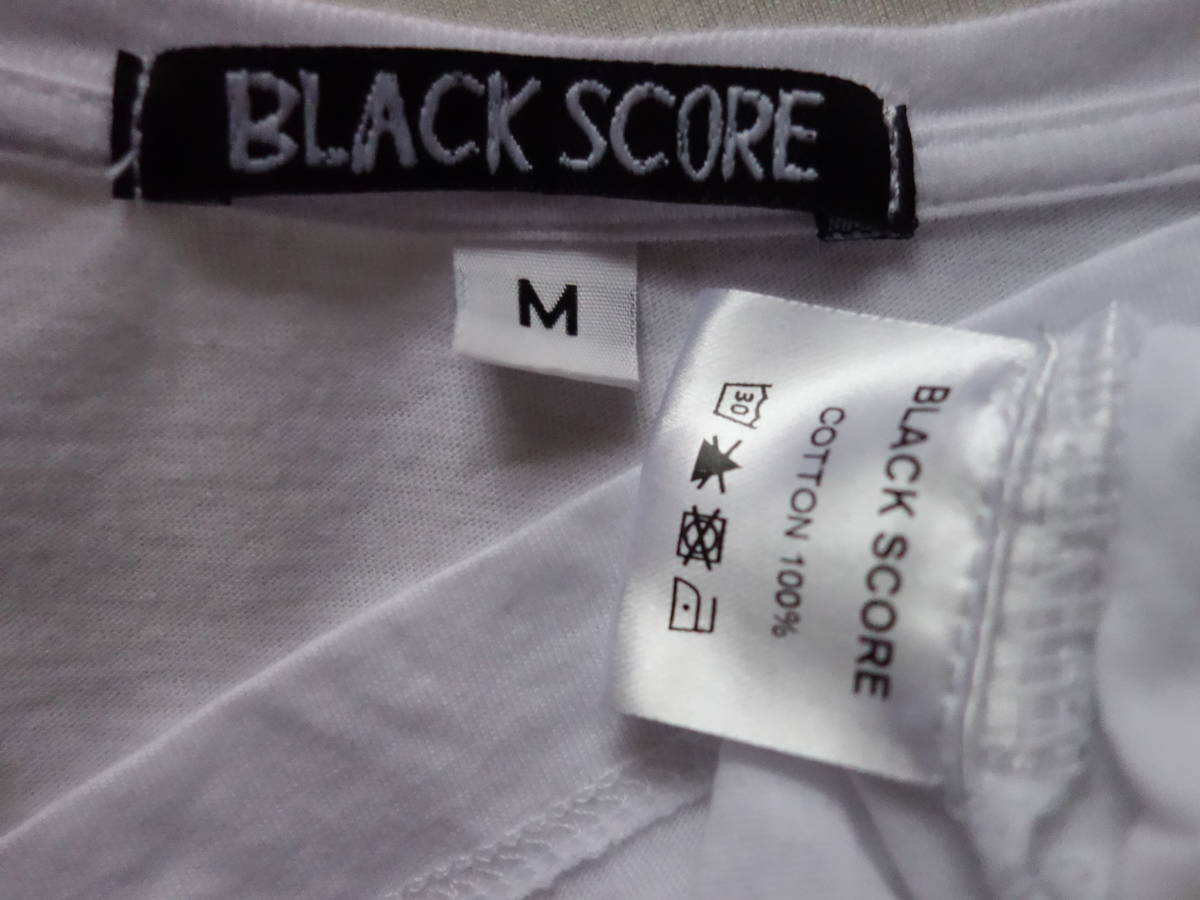 BLACK SCORE
M
BLACK SCORE
COTTON 100%
30